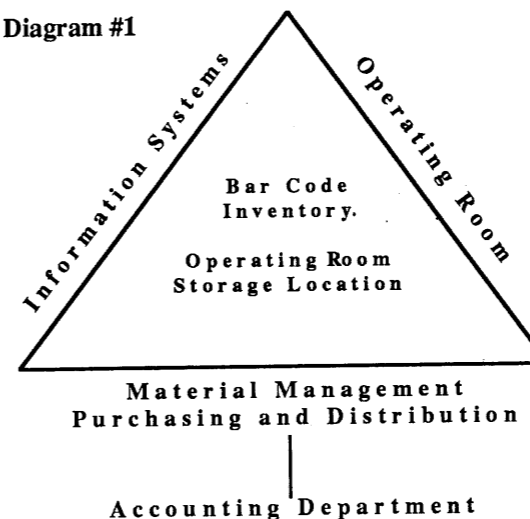 Diagram #1
Information Systems
Operating Room
Bar Code
Inventory.
Operating Room
Storage Location
Material Management
Purchasing and Distribution
Accounting Department